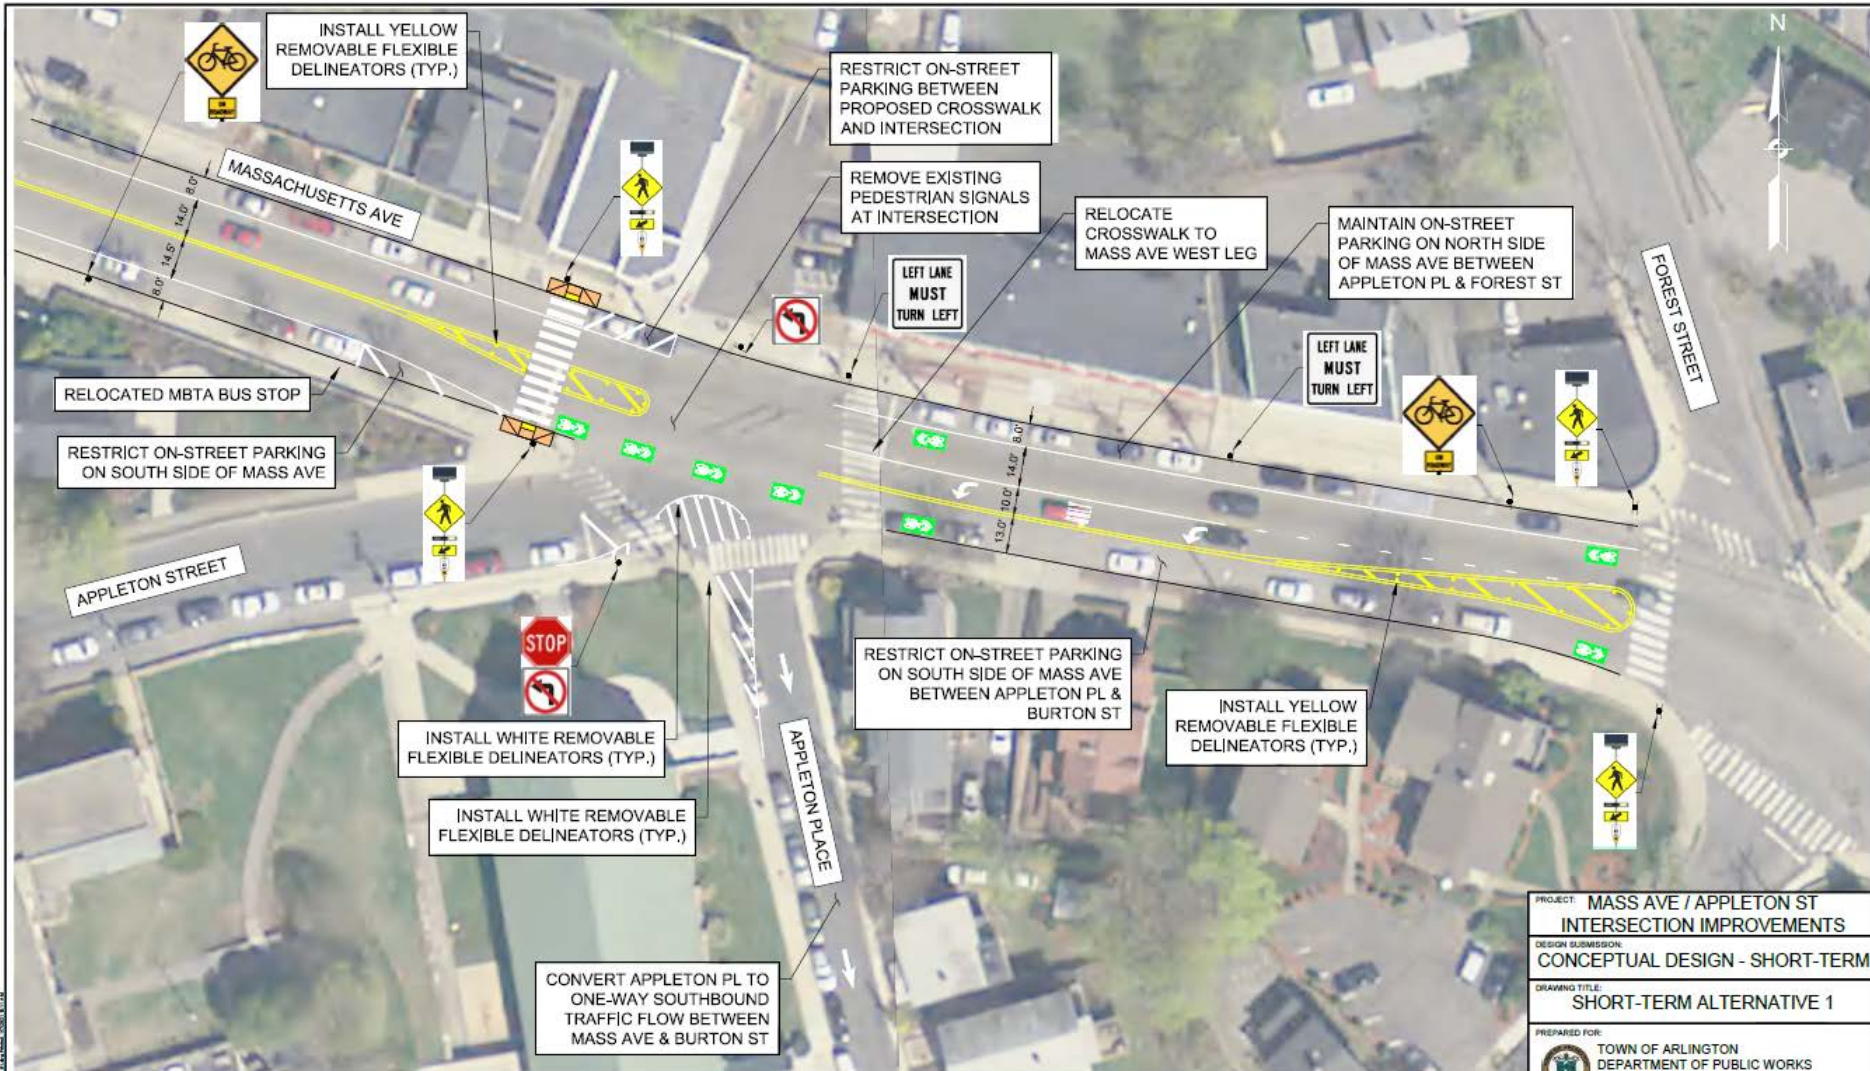 INSTALL YELLOW
REMOVABLE FLEXIBLE
DELINEATORS (TYP.)
RESTRICT ON-STREET
PARKING BETWEEN
PROPOSED CROSSWALK
AND INTERSECTION
N
MASSACHUSETTS AVE
REMOVE EXISTING
PEDESTRIAN SIGNALS
AT INTERSECTION
RELOCATE
CROSSWALK TO
MASS AVE WEST LEG
MAINTAIN ON-STREET
PARKING ON NORTH SIDE
OF MASS AVE BETWEEN
APPLETON PL & FOREST ST
FOREST STREET
8.0'
14.0'
14.5'
8.0'
LEFT LANE
MUST
TURN LEFT
LEFT LANE
MUST
TURN LEFT
RELOCATED MBTA BUS STOP
RESTRICT ON-STREET PARKING
ON SOUTH SIDE OF MASS AVE
8.0'
14.0'
10.0'
13.0'
APPLETON STREET
STOP
RESTRICT ON-STREET PARKING
ON SOUTH SIDE OF MASS AVE
BETWEEN APPLETON PL &
BURTON ST
INSTALL YELLOW
REMOVABLE FLEXIBLE
DELINEATORS (TYP.)
INSTALL WHITE REMOVABLE
FLEXIBLE DELINEATORS (TYP.)
INSTALL WHITE REMOVABLE
FLEXIBLE DELINEATORS (TYP.)
APPLETON PLACE
CONVERT APPLETON PL TO
ONE-WAY SOUTHBOUND
TRAFFIC FLOW BETWEEN
MASS AVE & BURTON ST
PROJECT: MASS AVE / APPLETON ST
INTERSECTION IMPROVEMENTS
DESIGN SUBMISSION:
CONCEPTUAL DESIGN - SHORT-TERM
DRAWING TITLE:
SHORT-TERM ALTERNATIVE 1
PREPARED FOR:
TOWN OF ARLINGTON
DEPARTMENT OF PUBLIC WORKS